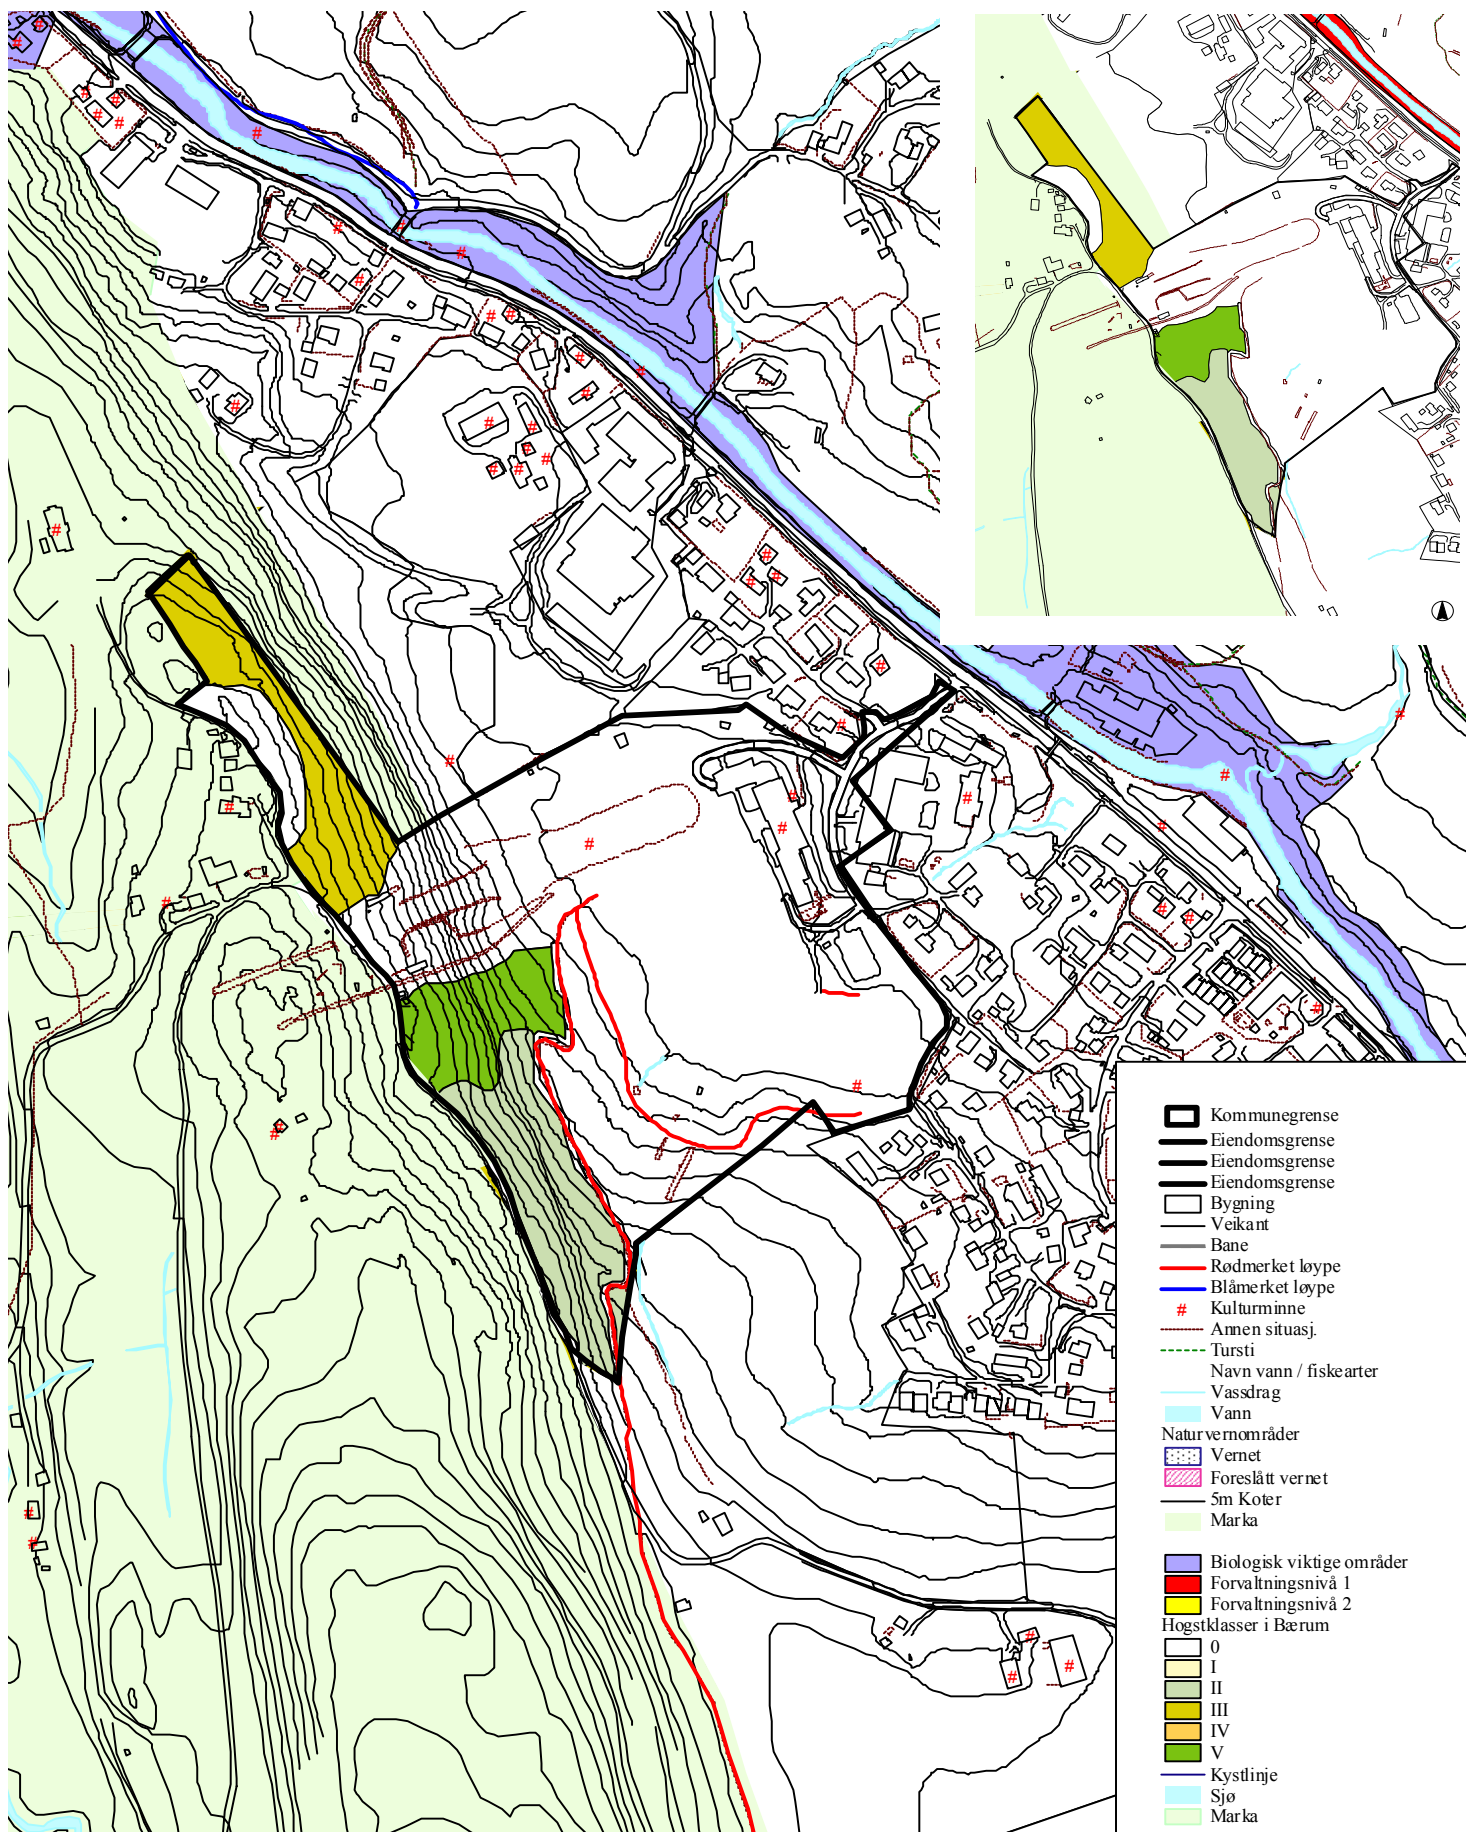 Kommunegrense
Eiendomsgrense
Eiendomsgrense
Eiendomsgrense
Bygning
Veikant
Bane
Rødmerket løype
Blåmerket løype
# Kulturminne
Annen situasj.
Tursti
Navn vann / fiskearter
Vassdrag
Vann
Naturvernområder
Vernet
Foreslått vernet
5m Koter
Marka
Biologisk viktige områder
Forvaltningsnivå 1
Forvaltningsnivå 2
Hogstklasser i Bærum
0
I
II
III
IV
V
Kystlinje
Sjø
Marka